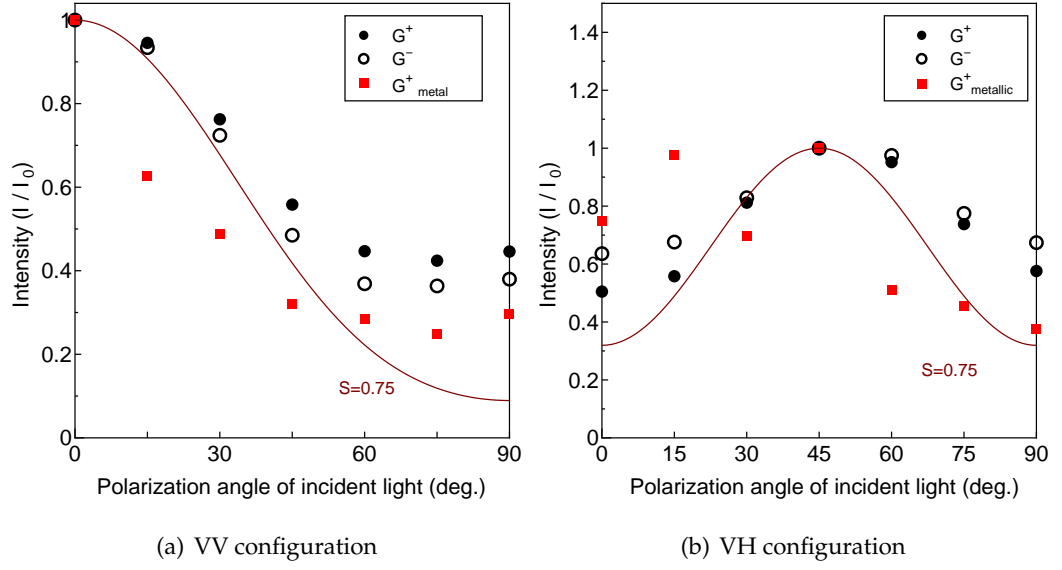 1
0.8
0.6
0.4
0.2
0
Intensity (I / I₀)
G⁺
G⁻
G⁺ metal
S=0.75
0 30 60 90
Polarization angle of incident light (deg.)
(a) VV configuration
1.4
1.2
1
0.8
0.6
0.4
0.2
0
Intensity (I / I₀)
G⁺
G⁻
G⁺ metallic
S=0.75
0 15 30 45 60 75 90
Polarization angle of incident light (deg.)
(b) VH configuration